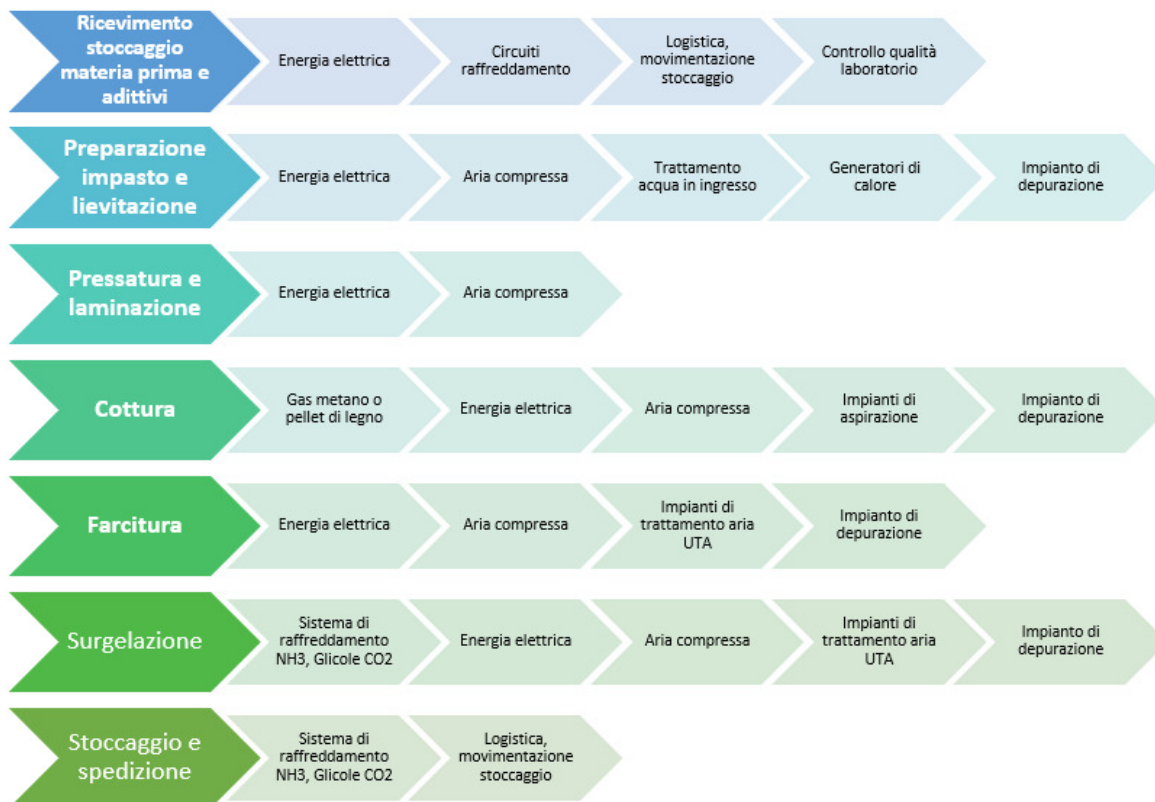 Ricevimento
stoccaggio
materia prima e
adittivi
Energia elettrica
Circuiti
raffreddamento
Logistica,
movimentazione
stoccaggio
Controllo qualità
laboratorio
Preparazione
impasto e
lievitazione
Energia elettrica
Aria compressa
Trattamento
acqua in ingresso
Generatori di
calore
Impianto di
depurazione
Pressatura e
laminazione
Energia elettrica
Aria compressa
Cottura
Gas metano o
pellet di legno
Energia elettrica
Aria compressa
Impianti di
aspirazione
Impianto di
depurazione
Farcitura
Energia elettrica
Aria compressa
Impianti di
trattamento aria
UTA
Impianto di
depurazione
Surgelazione
Sistema di
raffreddamento
NH3, Glicole CO2
Energia elettrica
Aria compressa
Impianti di
trattamento aria
UTA
Impianto di
depurazione
Stoccaggio e
spedizione
Sistema di
raffreddamento
NH3, Glicole CO2
Logistica,
movimentazione
stoccaggio